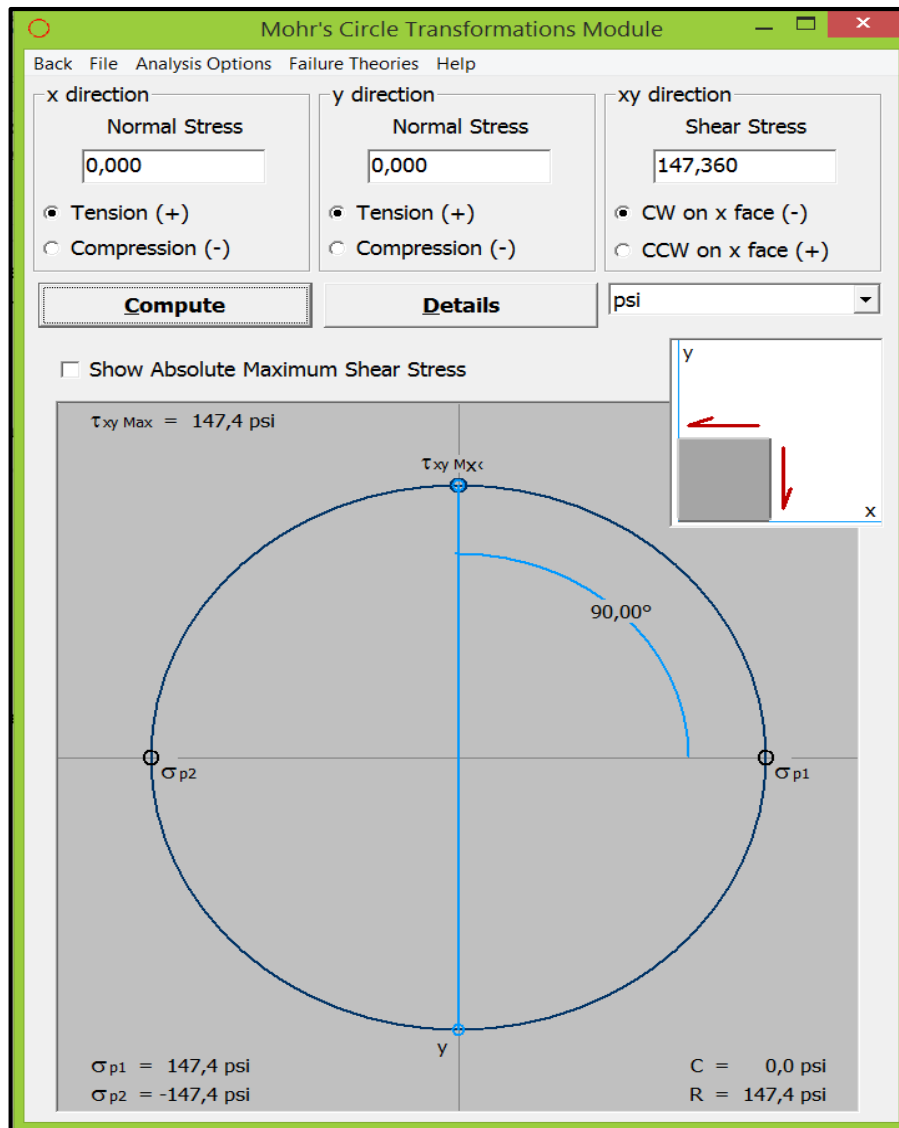 Mohr's Circle Transformations Module
Back File Analysis Options Failure Theories Help
x direction
Normal Stress
0,000
Tension (+)
Compression (-)
y direction
Normal Stress
0,000
Tension (+)
Compression (-)
xy direction
Shear Stress
147,360
CW on x face (-)
CCW on x face (+)
Compute
Details
psi
Show Absolute Maximum Shear Stress
y
x
τxy Max = 147,4 psi
τxy Mx
90,00°
σp2
σp1
y
σp1 = 147,4 psi
σp2 = -147,4 psi
C = 0,0 psi
R = 147,4 psi